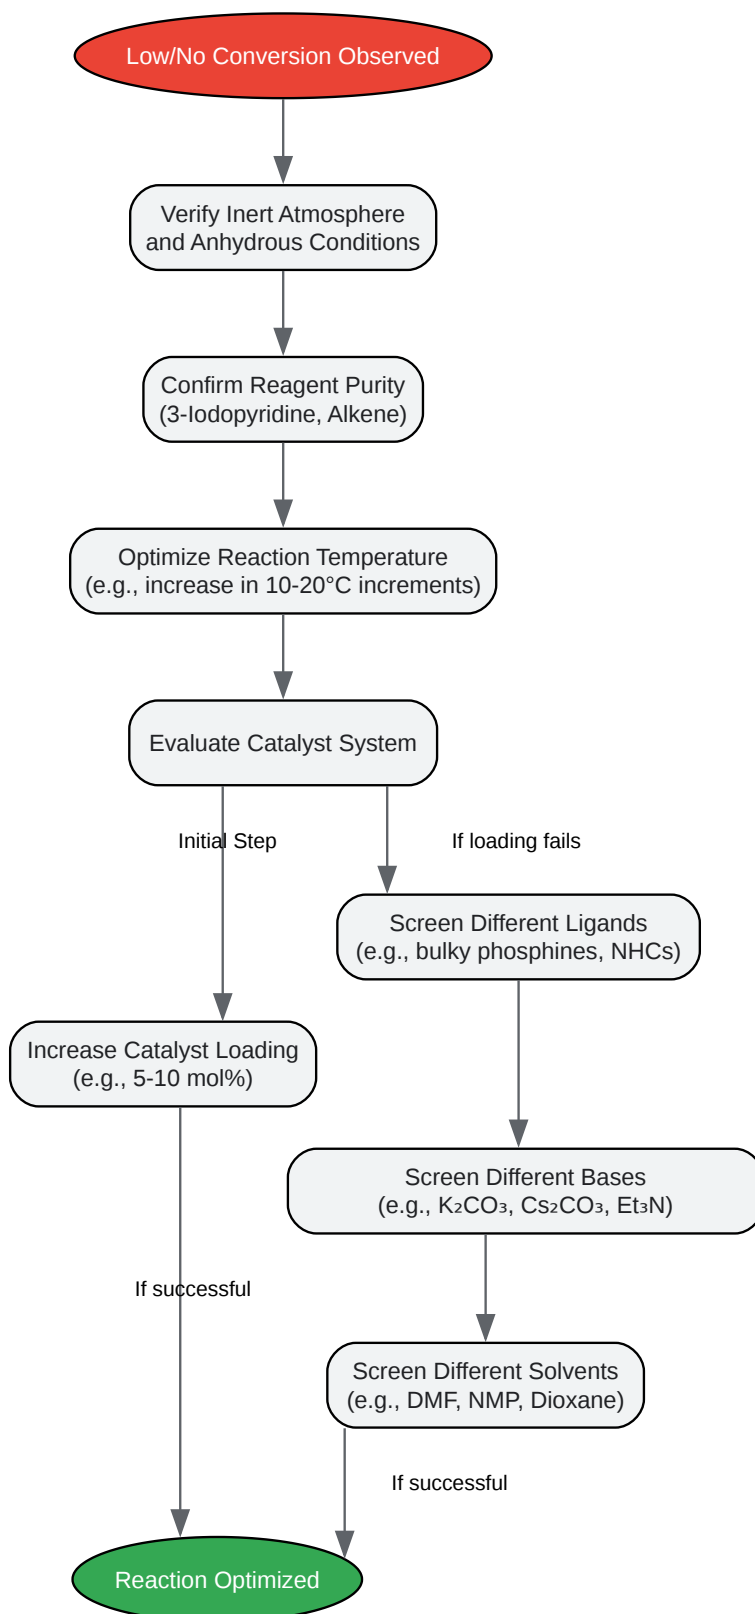 Low/No Conversion Observed
Verify Inert Atmosphere
and Anhydrous Conditions
Confirm Reagent Purity
(3-Iodopyridine, Alkene)
Optimize Reaction Temperature
(e.g., increase in 10-20°C increments)
Evaluate Catalyst System
Initial Step
If loading fails
Screen Different Ligands
(e.g., bulky phosphines, NHCs)
Increase Catalyst Loading
(e.g., 5-10 mol%)
Screen Different Bases
(e.g., K₂CO₃, Cs₂CO₃, Et₃N)
If successful
Screen Different Solvents
(e.g., DMF, NMP, Dioxane)
If successful
Reaction Optimized